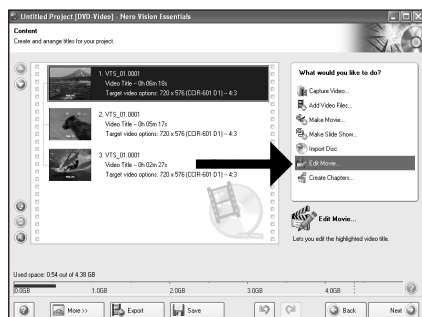 Untitled Project [DVD-Video] - Nero Vision Essentials
Content
Create and arrange titles for your project.
1. VTS_01.0001
Video Title – 0h 06m 18s
Target video options: 720 x 576 (CCIR-601 D1) – 4:3
2. VTS_01.0001
Video Title – 0h 05m 17s
Target video options: 720 x 576 (CCIR-601 D1) – 4:3
3. VTS_01.0001
Video Title – 0h 02m 27s
Target video options: 720 x 576 (CCIR-601 D1) – 4:3
What would you like to do?
Capture Video...
Add Video Files...
Make Movie...
Make Slide Show...
Import Disc
Edit Movie...
Create Chapters...
Edit Movie...
Lets you edit the highlighted video title.
Used space: 0.54 out of 4.38 GB
0.0GB 1.0GB 2.0GB 3.0GB 4.0GB
More >> Export Save Back Next